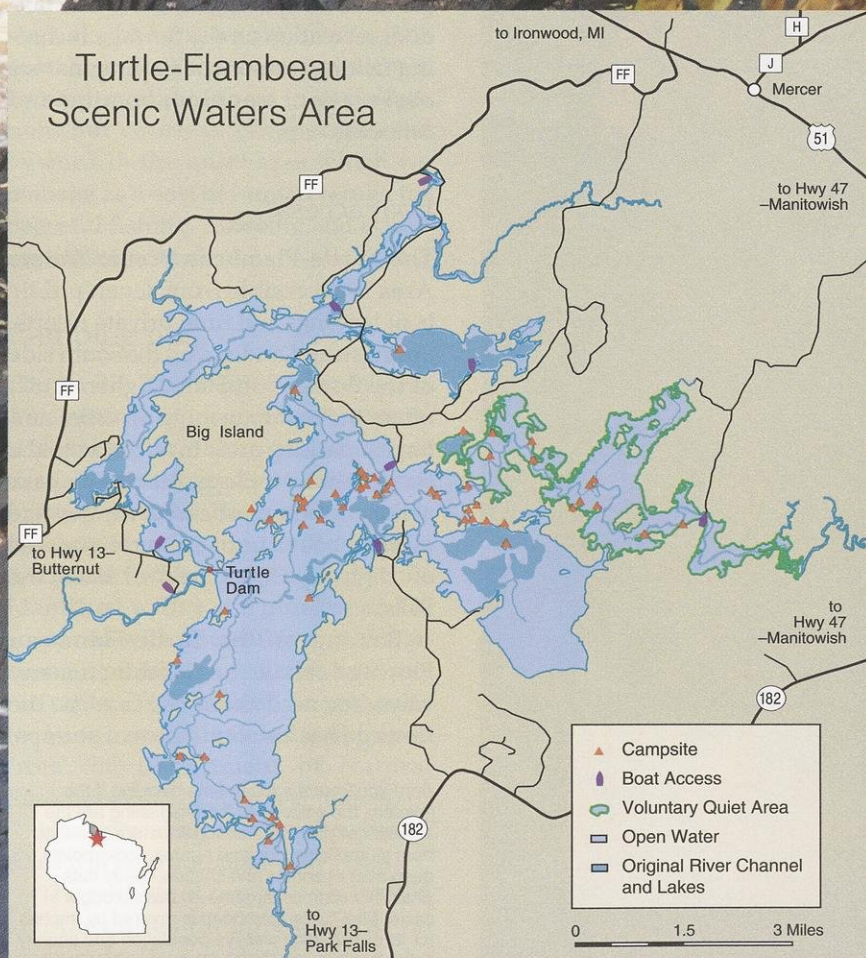 Turtle-Flambeau
Scenic Waters Area
to Ironwood, MI
H
J
FF
Mercer
51
FF
to Hwy 47
–Manitowish
FF
Big Island
FF
to Hwy 13–
Butternut
Turtle
Dam
to
Hwy 47
–Manitowish
182
Campsite
Boat Access
Voluntary Quiet Area
Open Water
Original River Channel
and Lakes
182
to
Hwy 13–
Park Falls
0 1.5 3 Miles